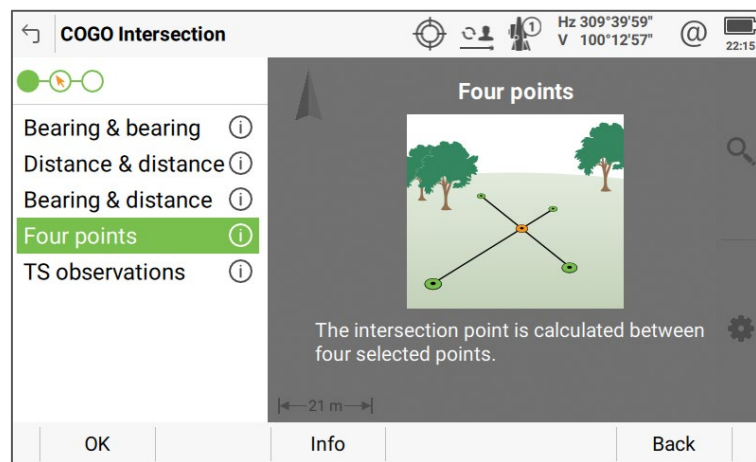 COGO Intersection
1
Hz 309°39'59"
V 100°12'57"
@
22:15
Bearing & bearing
Distance & distance
Bearing & distance
Four points
TS observations
Four points
The intersection point is calculated between
four selected points.
21 m
OK
Info
Back